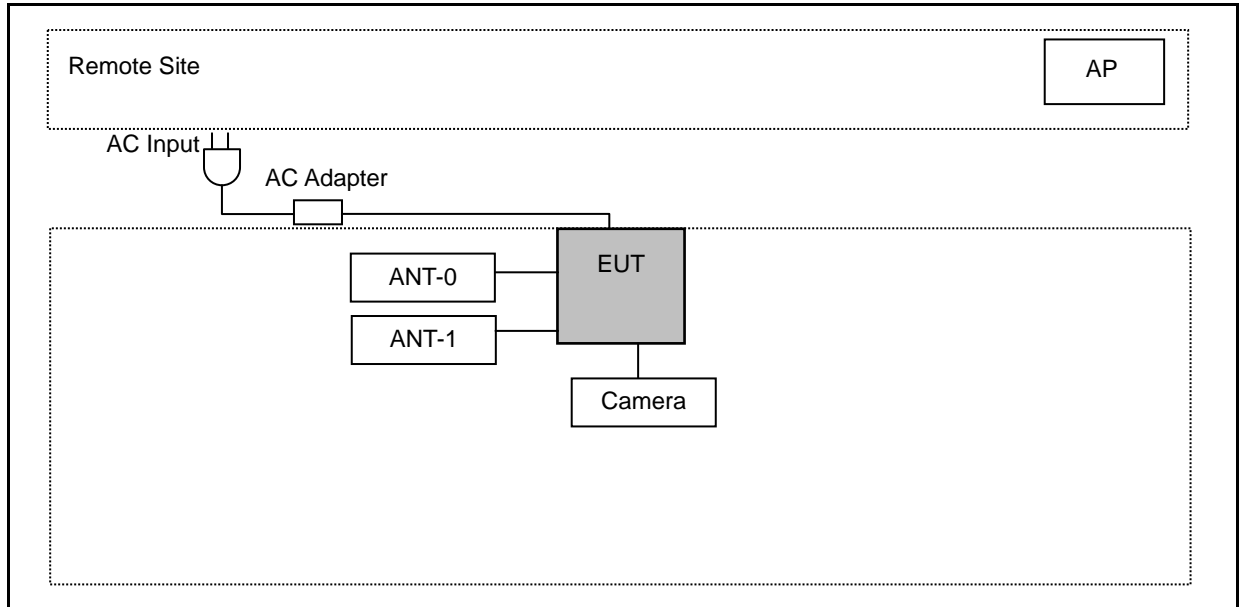 Remote Site
AP
AC Input
AC Adapter
EUT
ANT-0
ANT-1
Camera